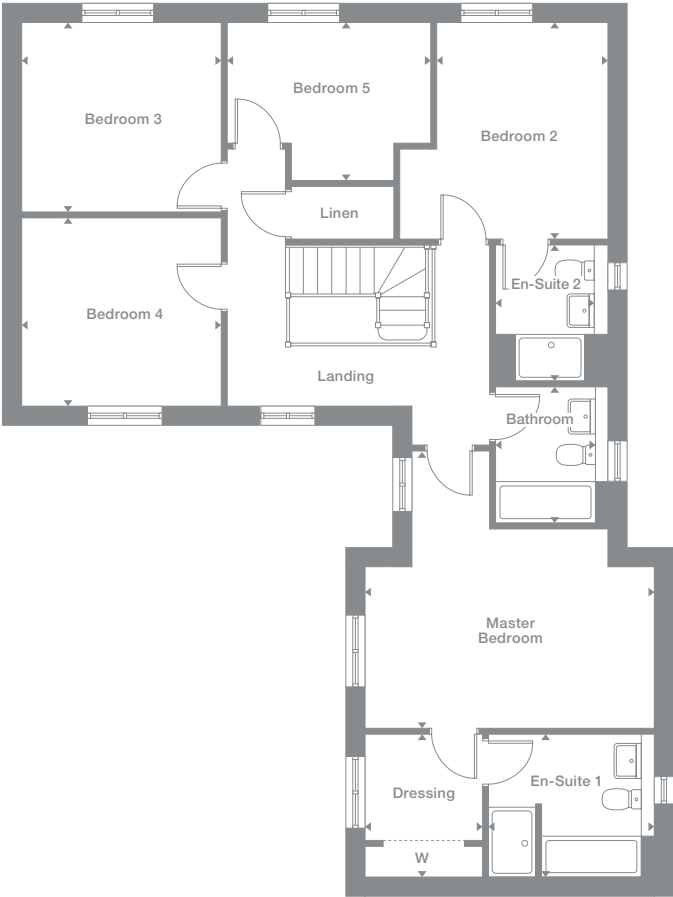 Bedroom 3
Bedroom 5
Bedroom 2
Linen
En-Suite 2
Bedroom 4
Landing
Bathroom
Master
Bedroom
Dressing
En-Suite 1
W